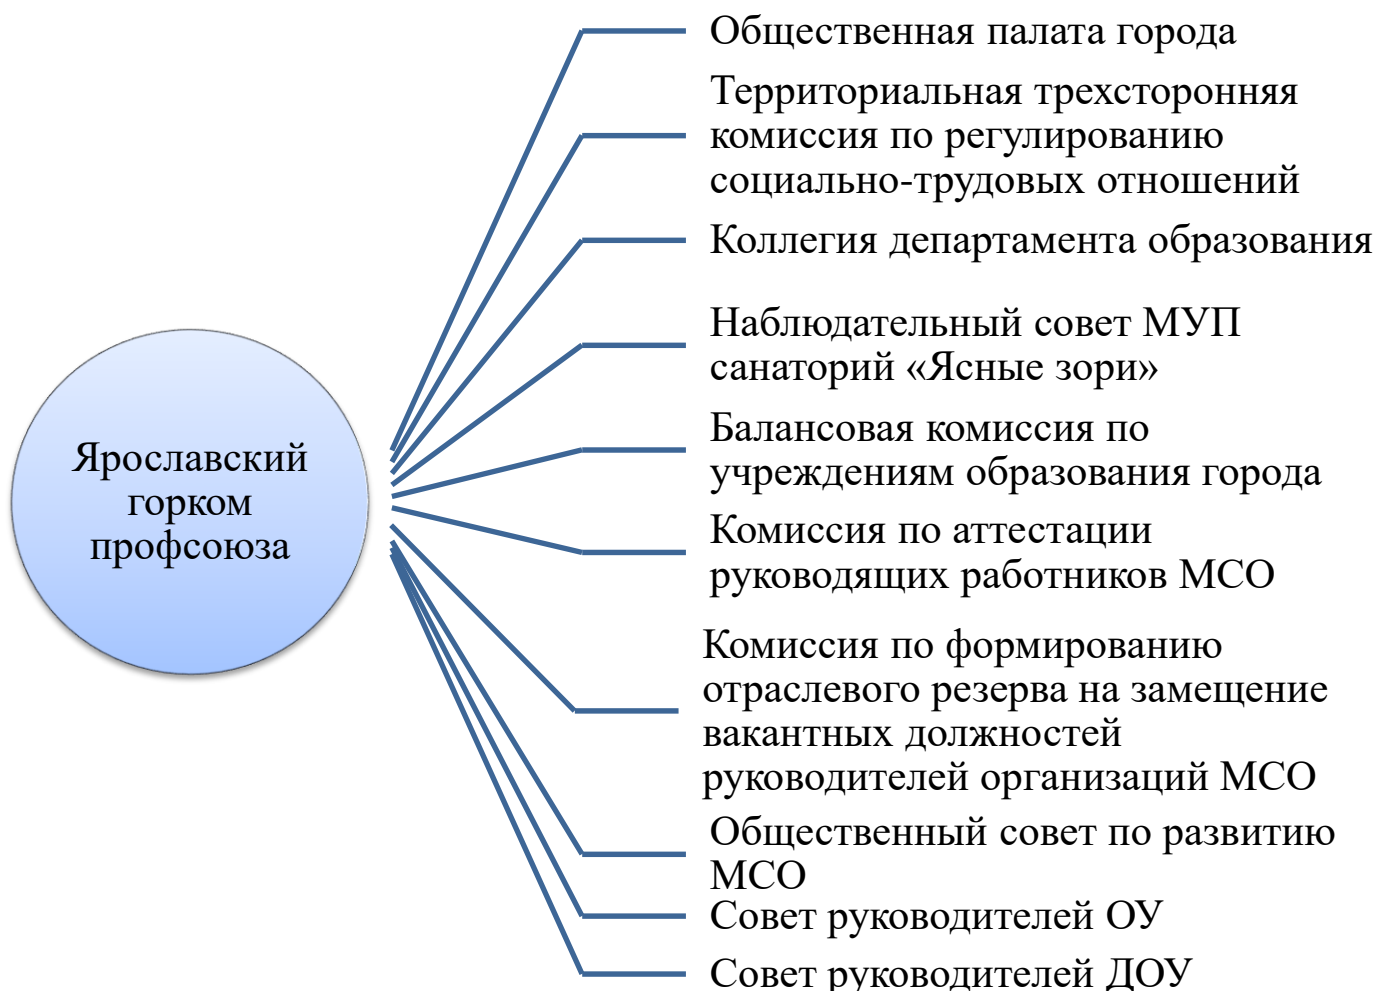 Общественная палата города
Территориальная трехсторонняя
комиссия по регулированию
социально-трудовых отношений
Коллегия департамента образования
Наблюдательный совет МУП
санаторий «Ясные зори»
Балансовая комиссия по
учреждениям образования города
Комиссия по аттестации
руководящих работников МСО
Комиссия по формированию
отраслевого резерва на замещение
вакантных должностей
руководителей организаций МСО
Общественный совет по развитию
МСО
Совет руководителей ОУ
Совет руководителей ДОУ
Ярославский
горком
профсоюза